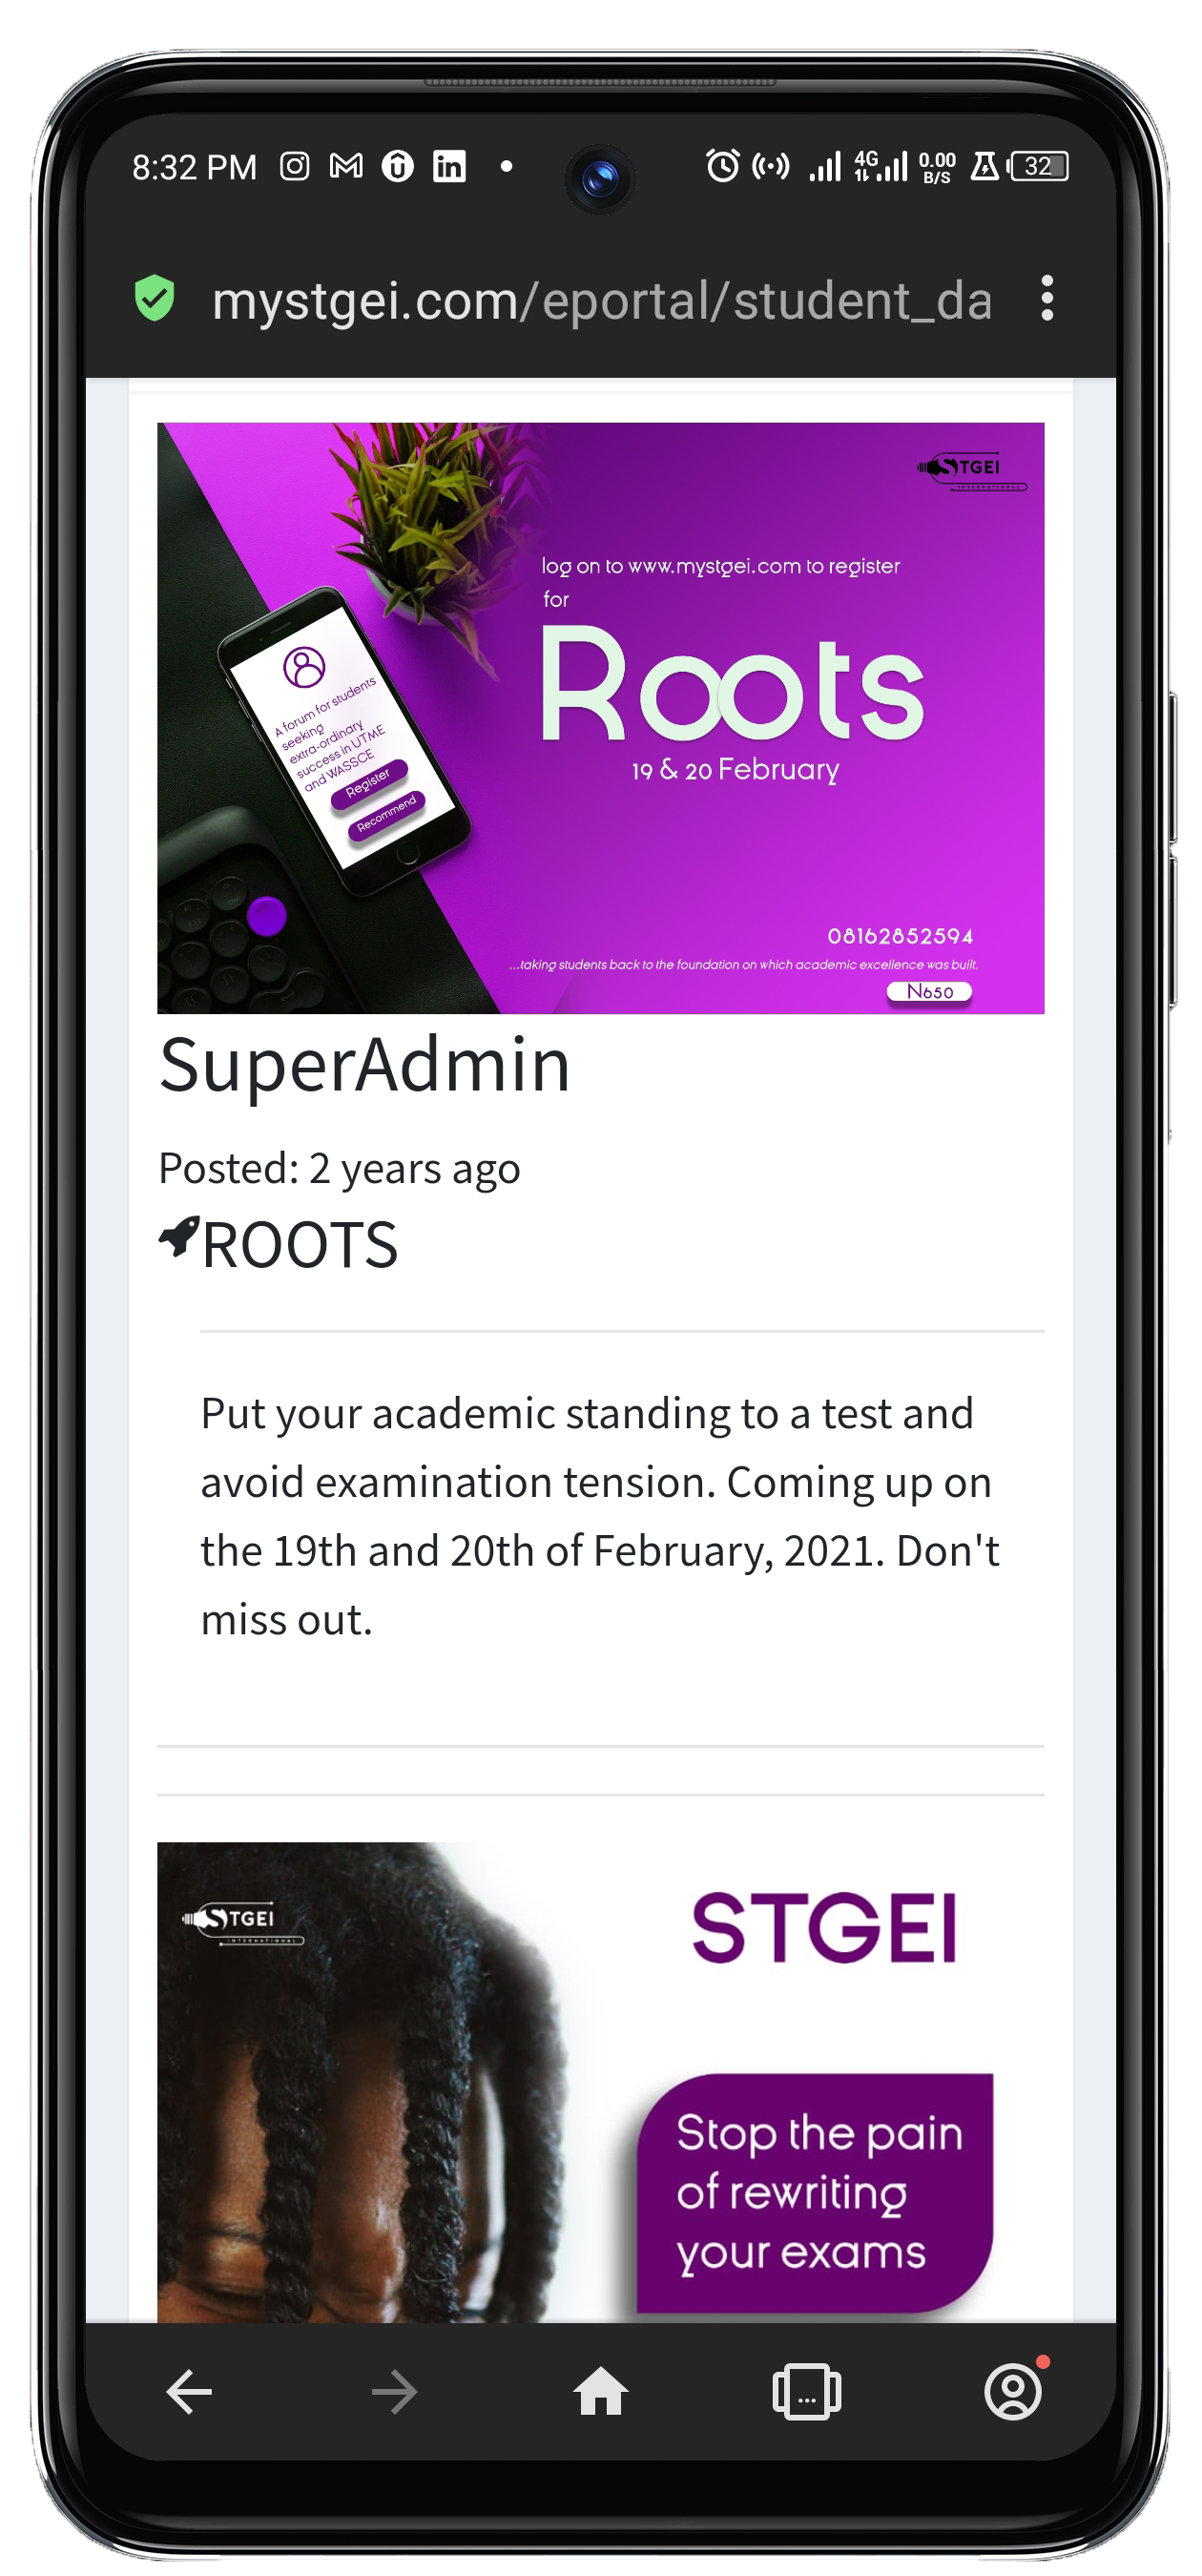 8:32 PM
4G
0.00
B/S
32
mystgei.com/eportal/student_da
STGEI
INTERNATIONAL
log on to www.mystgei.com to register
for
Roots
19 & 20 February
A forum for students
seeking
extra-ordinary
success in UTME
and WASSCE
Register
Recommend
08162852594
...taking students back to the foundation on which academic excellence was built.
N650
SuperAdmin
Posted: 2 years ago
ROOTS
Put your academic standing to a test and
avoid examination tension. Coming up on
the 19th and 20th of February, 2021. Don't
miss out.
STGEI
INTERNATIONAL
STGEI
Stop the pain
of rewriting
your exams